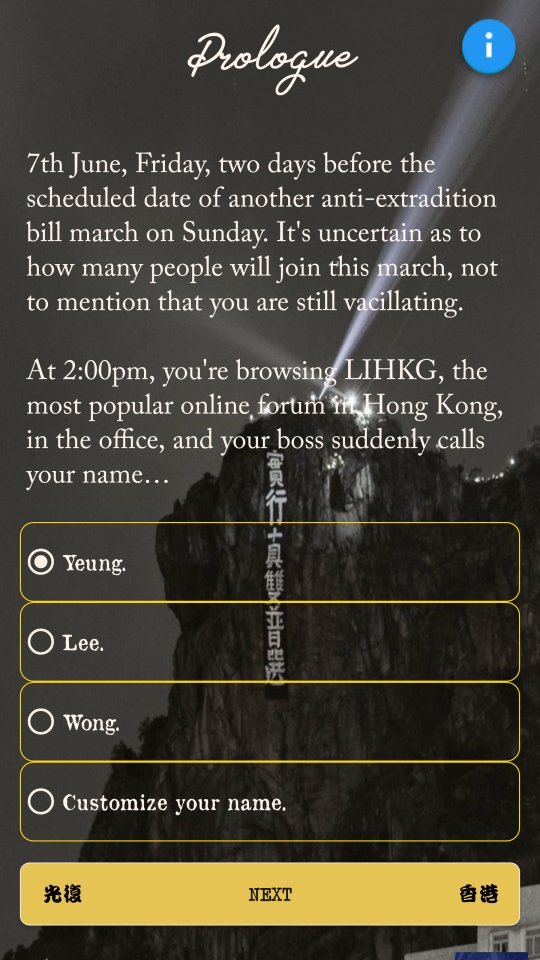 Prologue
7th June, Friday, two days before the
scheduled date of another anti-extradition
bill march on Sunday. It's uncertain as to
how many people will join this march, not
to mention that you are still vacillating.
At 2:00pm, you're browsing LIHKG, the
most popular online forum in Hong Kong,
in the office, and your boss suddenly calls
your name…
實行真雙普選
Yeung.
Lee.
Wong.
Customize your name.
光復 NEXT 香港